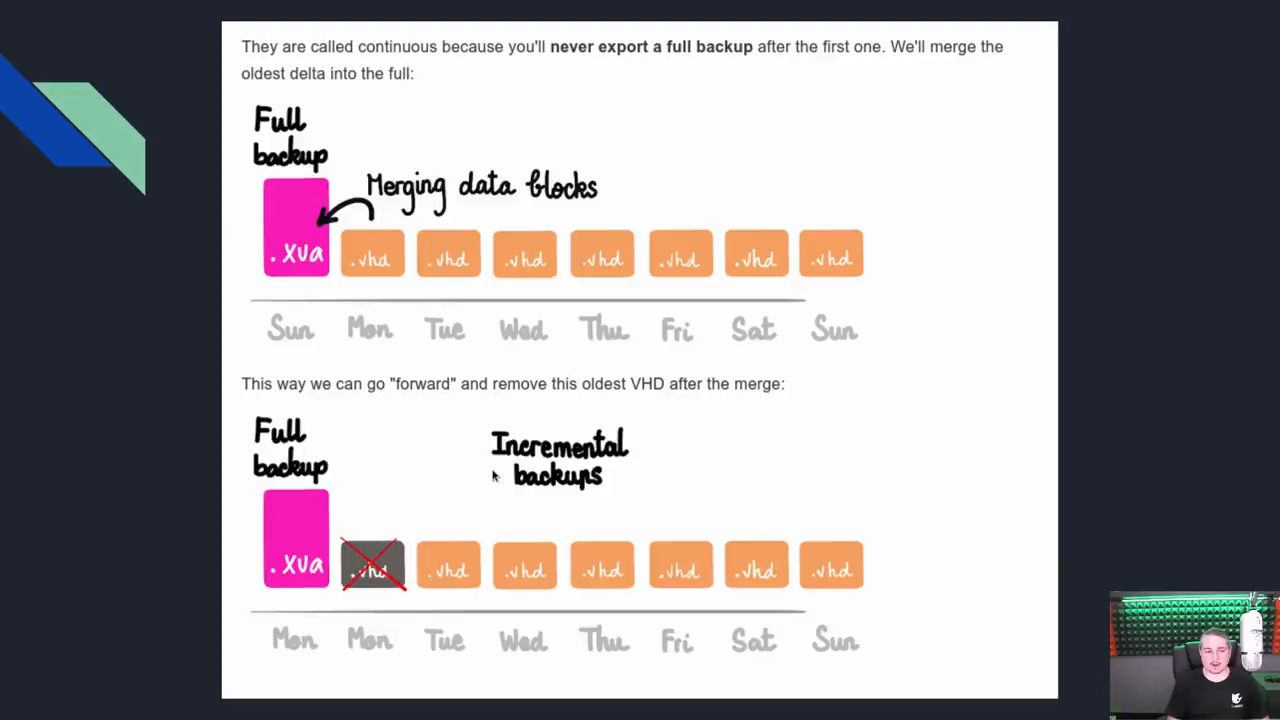 They are called continuous because you'll never export a full backup after the first one. We'll merge the
oldest delta into the full:
Full
backup
Merging data blocks
.xva .vhd .vhd .vhd .vhd .vhd .vhd .vhd
Sun Mon Tue Wed Thu Fri Sat Sun
This way we can go "forward" and remove this oldest VHD after the merge:
Full
backup
Incremental
backups
.xva .vhd .vhd .vhd .vhd .vhd .vhd .vhd
Mon Mon Tue Wed Thu Fri Sat Sun